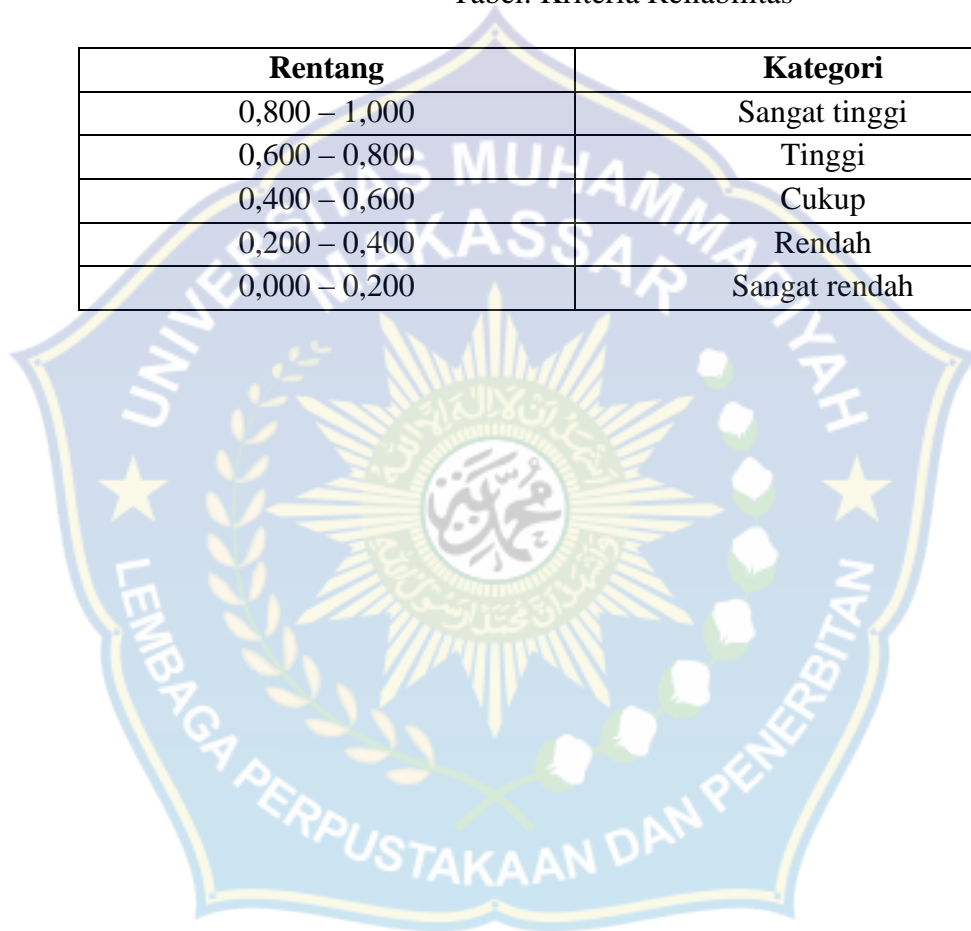 Tabel. Kriteria Reliabilitas
Rentang Kategori
0,800 – 1,000 Sangat tinggi
0,600 – 0,800 Tinggi
0,400 – 0,600 Cukup
0,200 – 0,400 Rendah
0,000 – 0,200 Sangat rendah
UNIVERSITAS MUHAMMADIYAH
MAKASSAR
LEMBAGA PERPUSTAKAAN DAN PENERBITAN